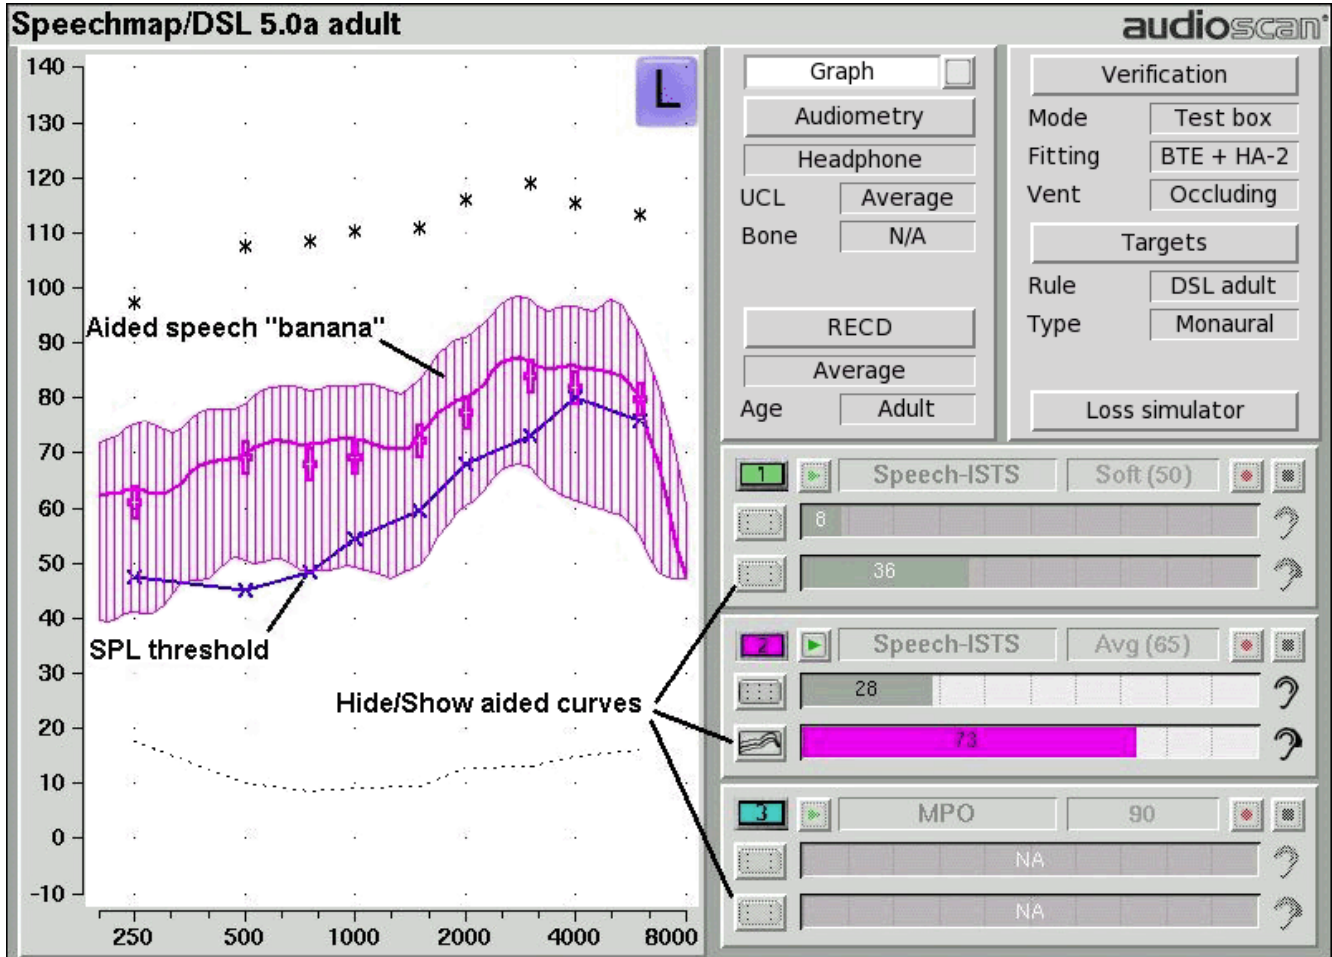 Speechmap/DSL 5.0a adult
audioscan
L
140
130
120
110
100
90
80
70
60
50
40
30
20
10
0
-10
250 500 1000 2000 4000 8000
Aided speech "banana"
SPL threshold
Hide/Show aided curves
Graph
Audiometry
Headphone
UCL Average
Bone N/A
RECD
Average
Age Adult
Verification
Mode Test box
Fitting BTE + HA-2
Vent Occluding
Targets
Rule DSL adult
Type Monaural
Loss simulator
1 Speech-ISTS Soft (50)
8
36
2 Speech-ISTS Avg (65)
28
73
3 MPO 90
NA
NA